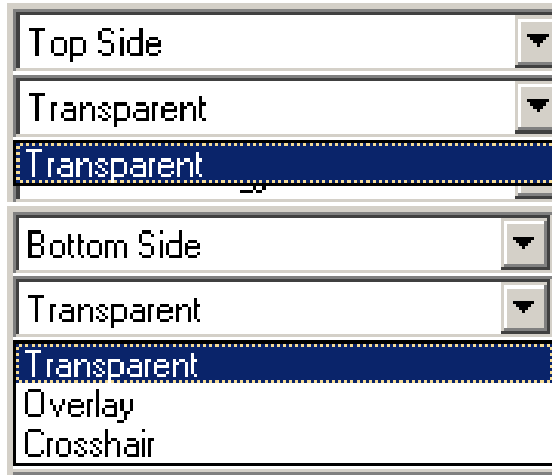 Top Side
Transparent
Transparent
Bottom Side
Transparent
Transparent
Overlay
Crosshair